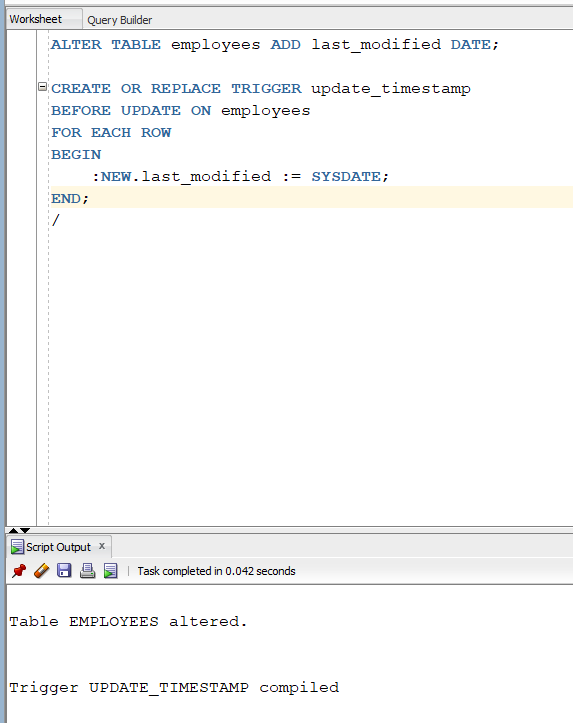 Worksheet Query Builder
ALTER TABLE employees ADD last_modified DATE;
CREATE OR REPLACE TRIGGER update_timestamp
BEFORE UPDATE ON employees
FOR EACH ROW
BEGIN
    :NEW.last_modified := SYSDATE;
END;
/
Script Output x
Task completed in 0.042 seconds
Table EMPLOYEES altered.
Trigger UPDATE_TIMESTAMP compiled